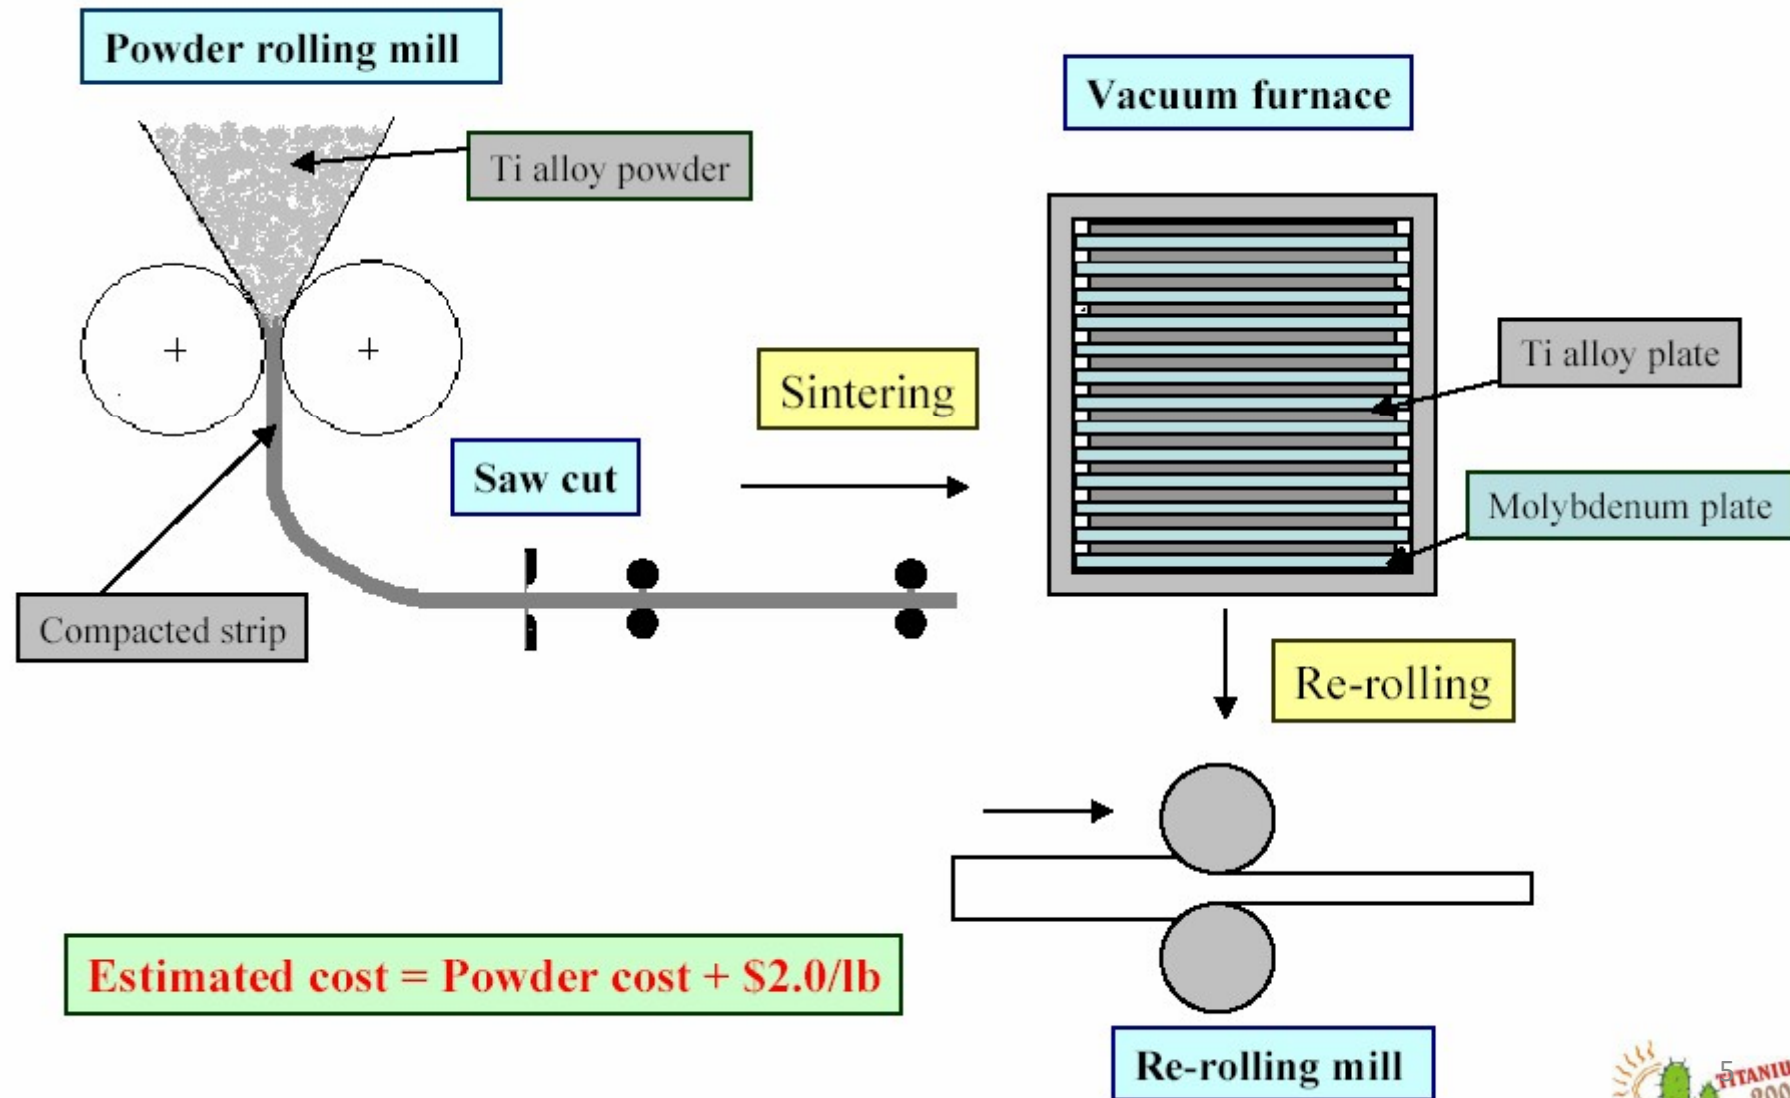 Powder rolling mill
Vacuum furnace
Ti alloy powder
Ti alloy plate
Sintering
Saw cut
Molybdenum plate
Compacted strip
Re-rolling
Estimated cost = Powder cost + $2.0/lb
Re-rolling mill
5